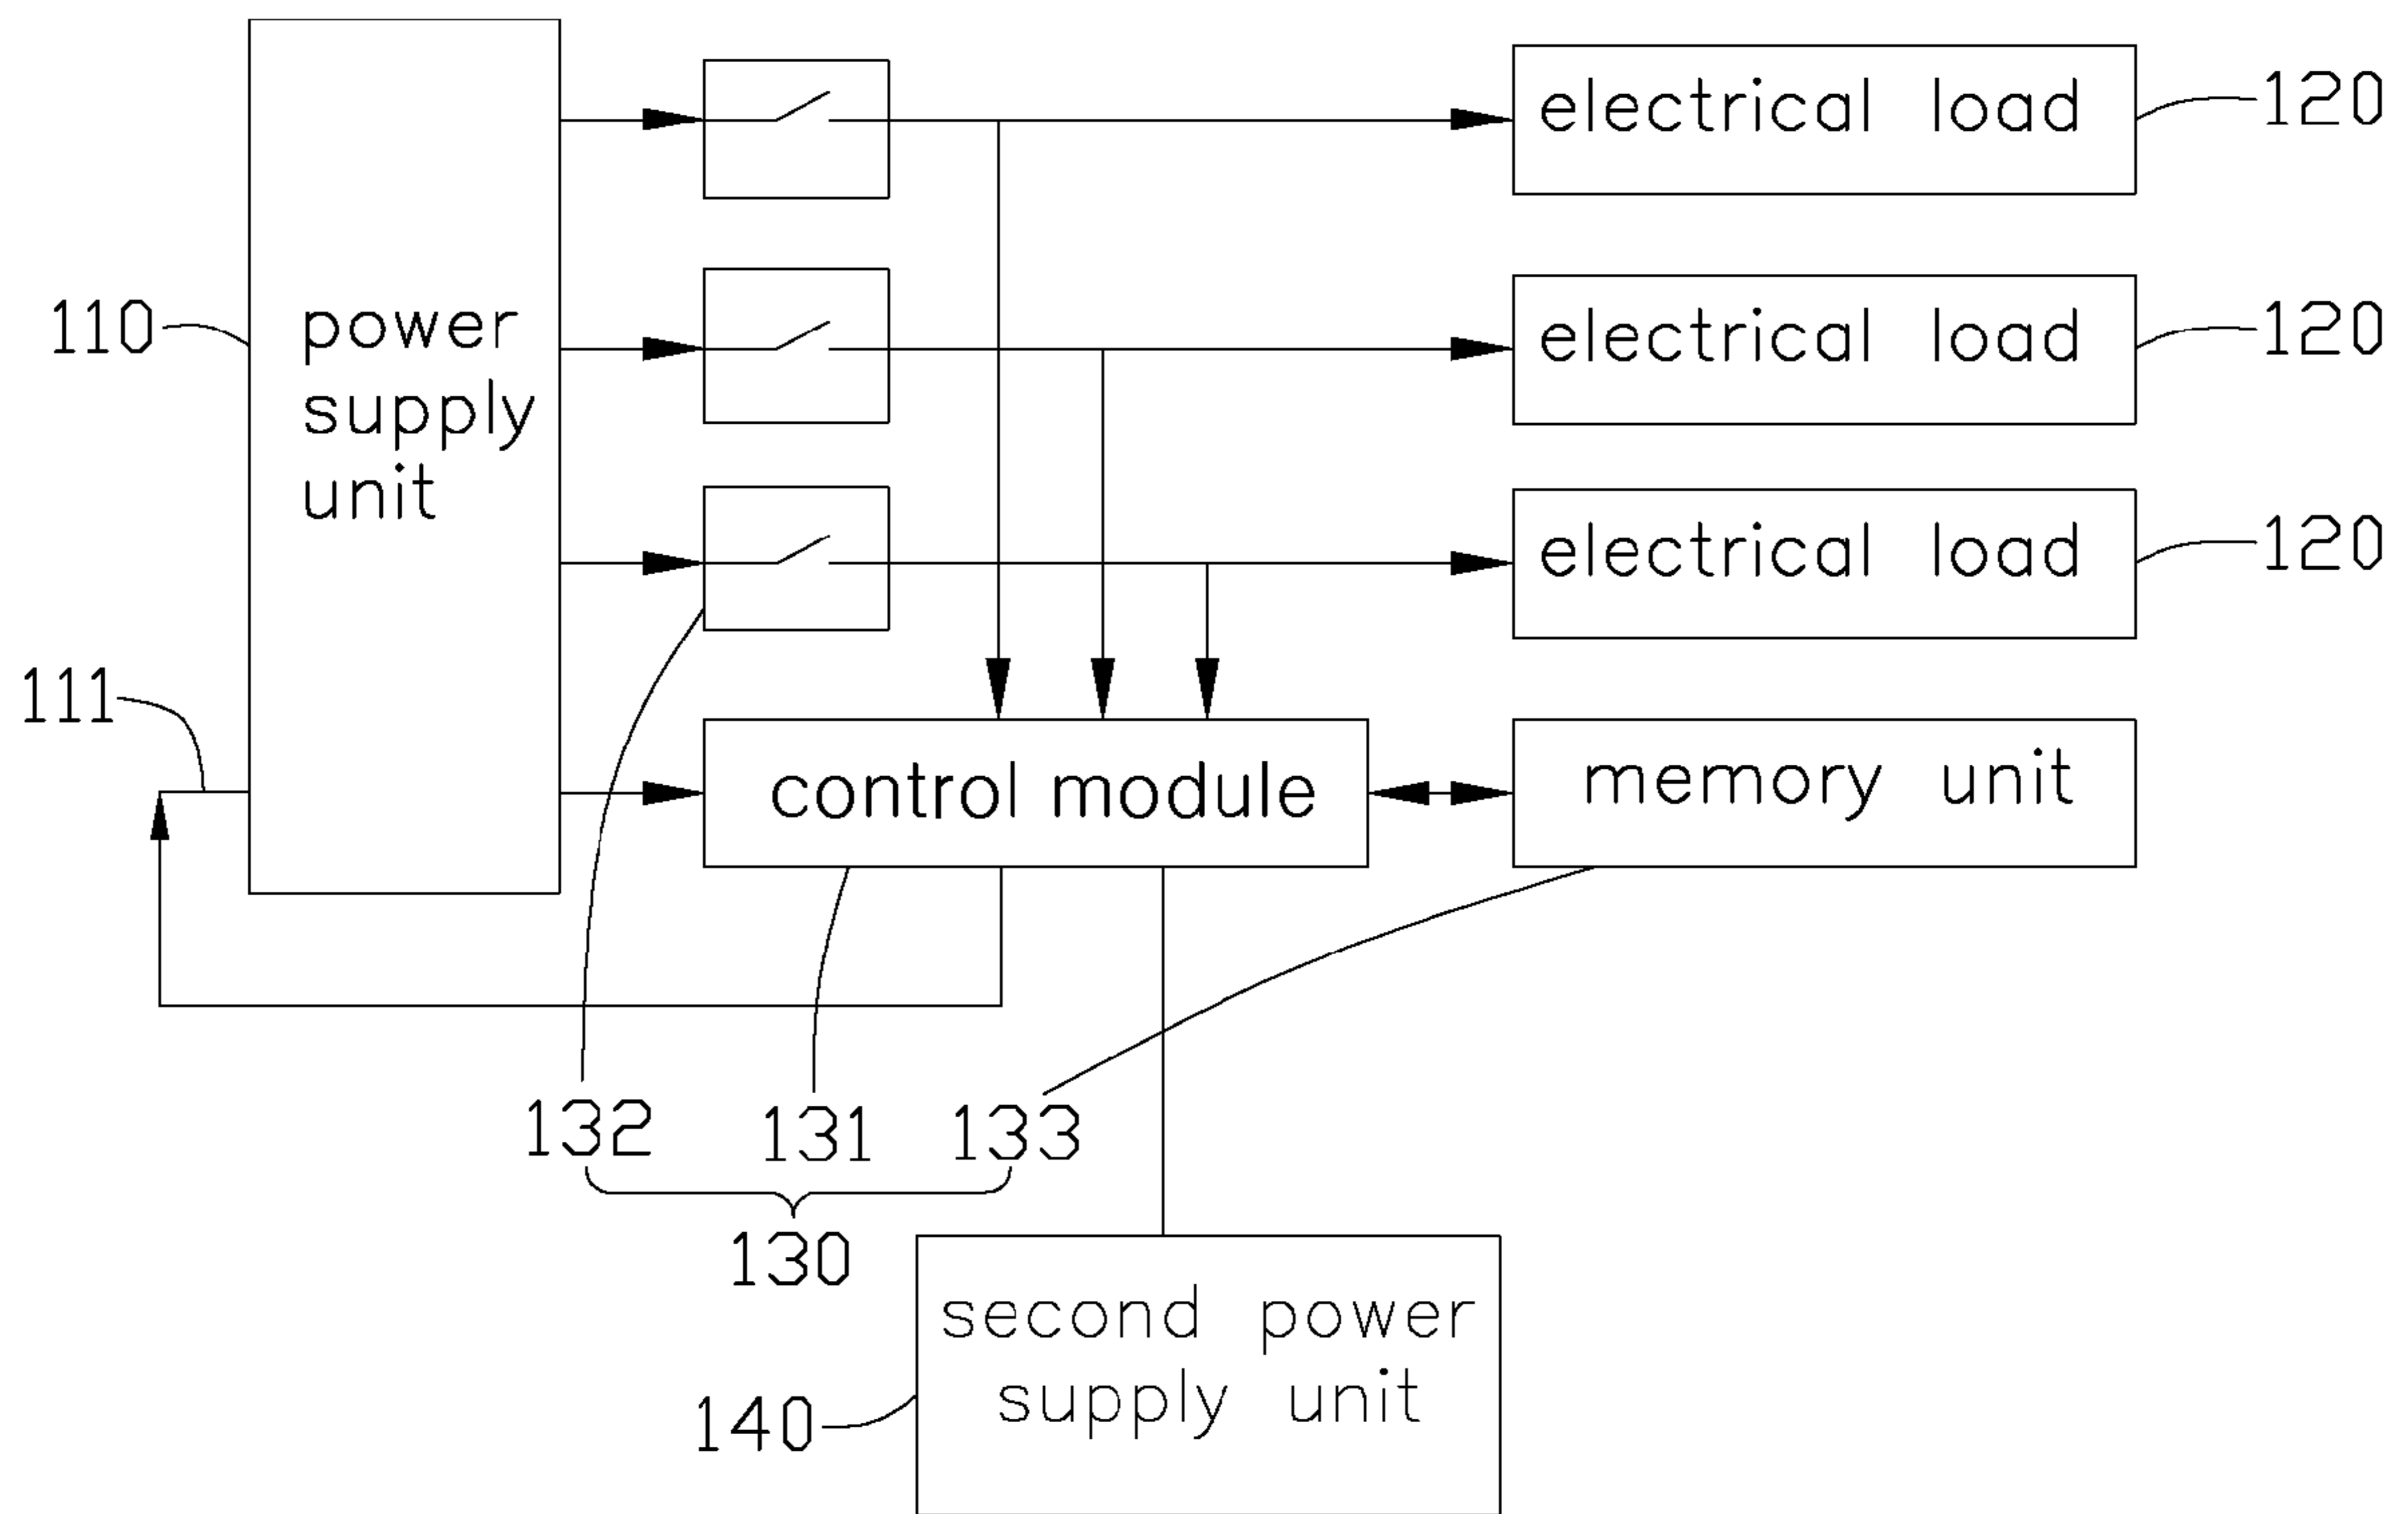 electrical load
120
110
power
supply
unit
electrical load
120
electrical load
120
111
control module
memory unit
132
131
133
130
second power
supply unit
140